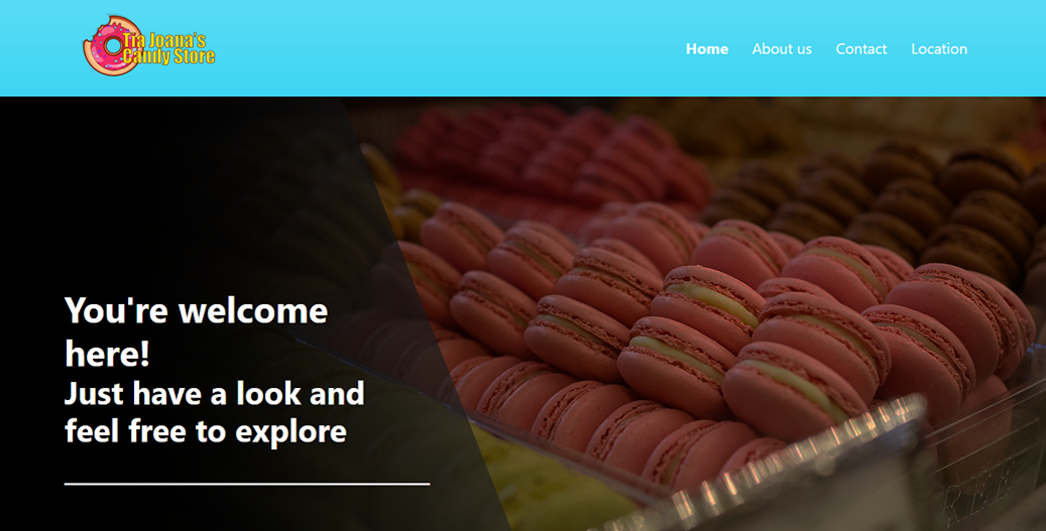 Tia Joana's
Candy Store
Home About us Contact Location
You're welcome
here!
Just have a look and
feel free to explore